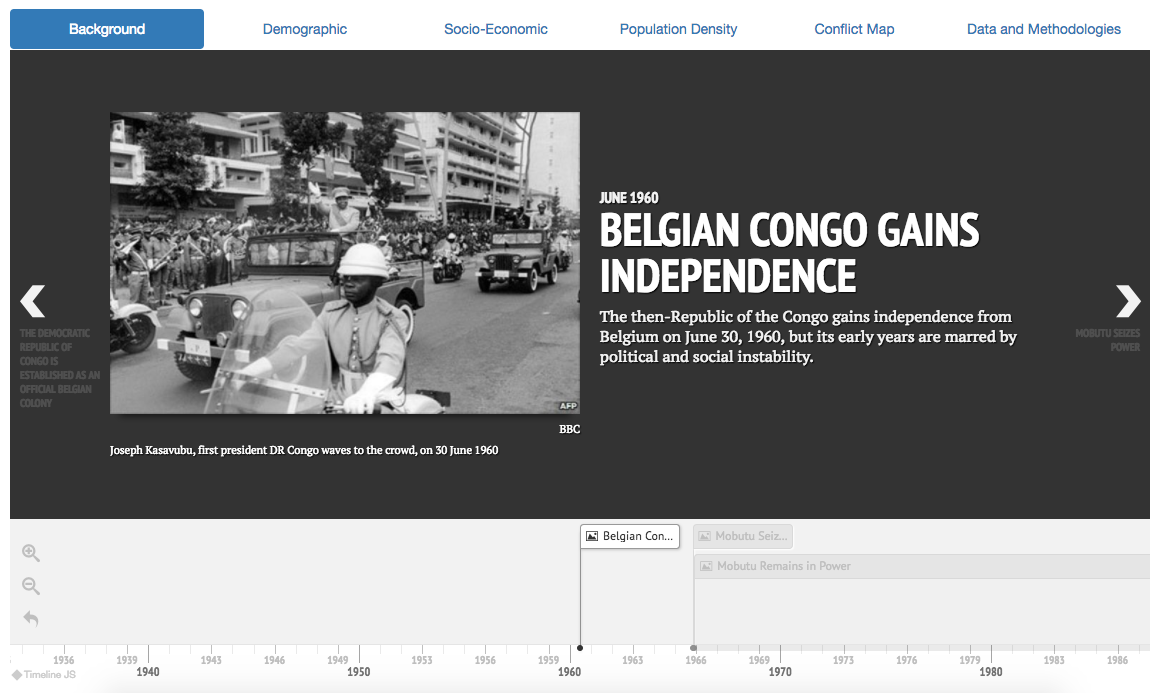 Background Demographic Socio-Economic Population Density Conflict Map Data and Methodologies
THE DEMOCRATIC
REPUBLIC OF
CONGO IS
ESTABLISHED AS AN
OFFICIAL BELGIAN
COLONY
AFP
BBC
Joseph Kasavubu, first president DR Congo waves to the crowd, on 30 June 1960
JUNE 1960
BELGIAN CONGO GAINS
INDEPENDENCE
The then-Republic of the Congo gains independence from
Belgium on June 30, 1960, but its early years are marred by
political and social instability.
MOBUTU SEIZES
POWER
Belgian Con... Mobutu Seiz...
Mobutu Remains in Power
1936 1939 1943 1946 1949 1953 1956 1959 1963 1966 1969 1973 1976 1979 1983 1986
1940 1950 1960 1970 1980
Timeline JS